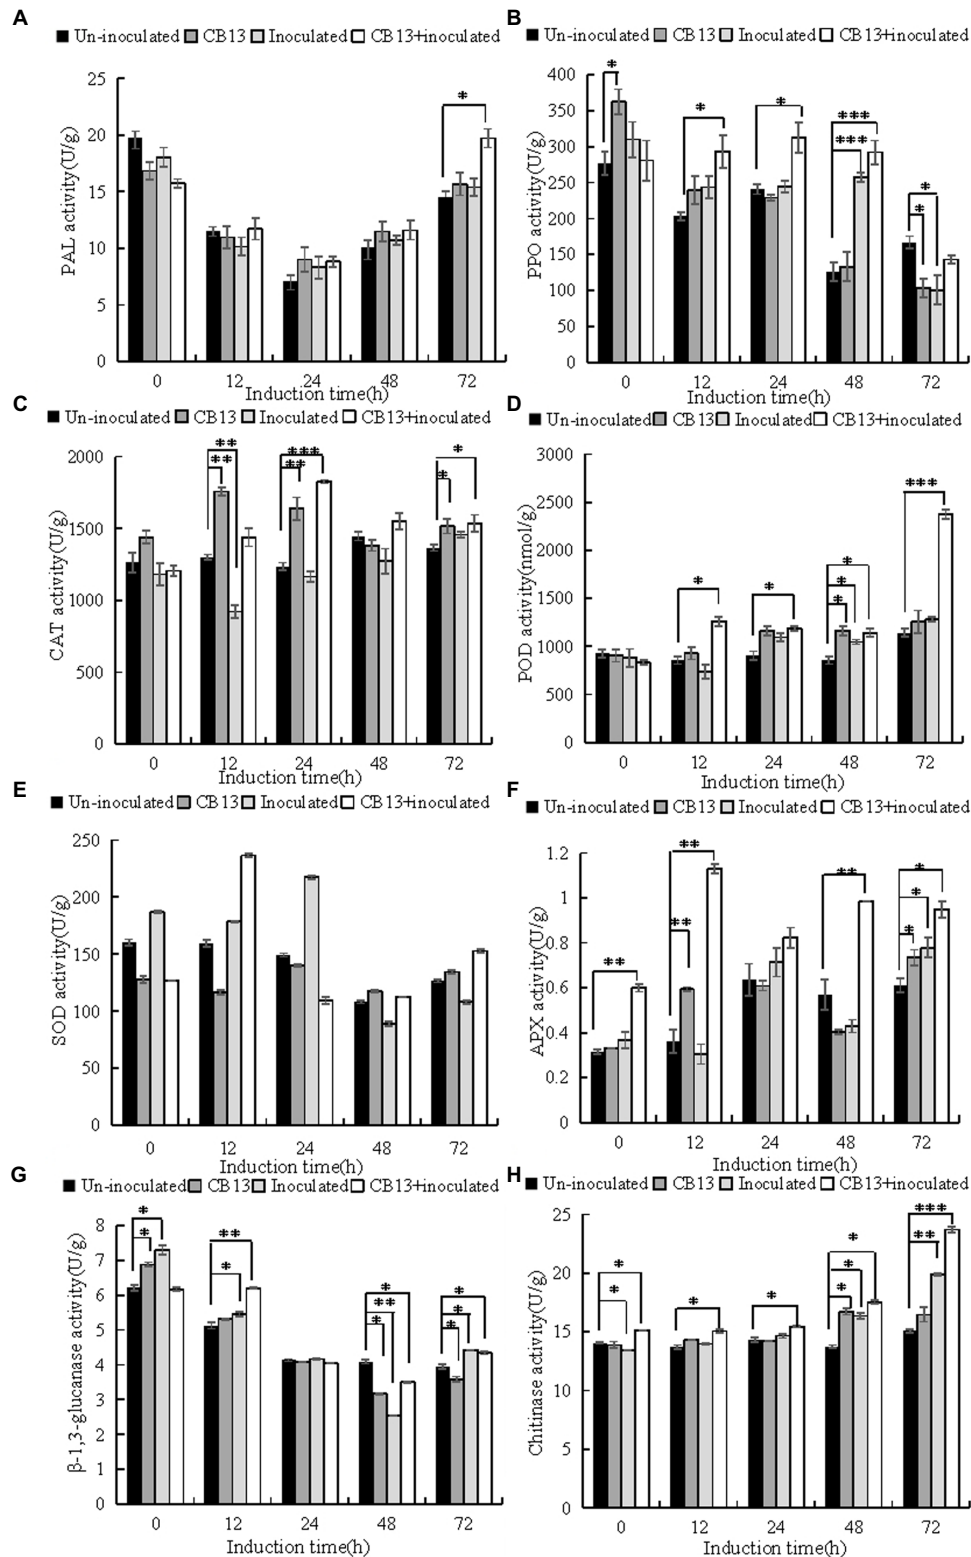 A
Un-inoculated CB13 Inoculated CB13+inoculated
PAL activity(U/g)
25
20
15
10
5
0
*
0 12 24 48 72
Induction time(h)
B
Un-inoculated CB13 Inoculated CB13+inoculated
PPO activity(U/g)
400
350
300
250
200
150
100
50
0
*
*
*
***
***
*
*
0 12 24 48 72
Induction time(h)
C
Un-inoculated CB13 Inoculated CB13+inoculated
CAT activity(U/g)
2000
1500
1000
500
0
**
**
***
**
*
*
0 12 24 48 72
Induction time(h)
D
Un-inoculated CB13 Inoculated CB13+inoculated
POD activity(nmol/g)
3000
2500
2000
1500
1000
500
0
*
*
*
*
*
***
0 12 24 48 72
Induction time(h)
E
Un-inoculated CB13 Inoculated CB13+inoculated
SOD activity(U/g)
250
200
150
100
50
0
0 12 24 48 72
Induction time(h)
F
Un-inoculated CB13 Inoculated CB13+inoculated
APX activity(U/g)
1.2
1
0.8
0.6
0.4
0.2
0
**
**
**
**
*
*
*
0 12 24 48 72
Induction time(h)
G
Un-inoculated CB13 Inoculated CB13+inoculated
β-1,3-glucanase activity(U/g)
8
7
6
5
4
3
2
1
0
*
*
**
*
*
**
*
*
*
*
0 12 24 48 72
Induction time(h)
H
Un-inoculated CB13 Inoculated CB13+inoculated
Chitinase activity(U/g)
25
20
15
10
5
0
*
*
*
*
*
*
*
***
**
0 12 24 48 72
Induction time(h)